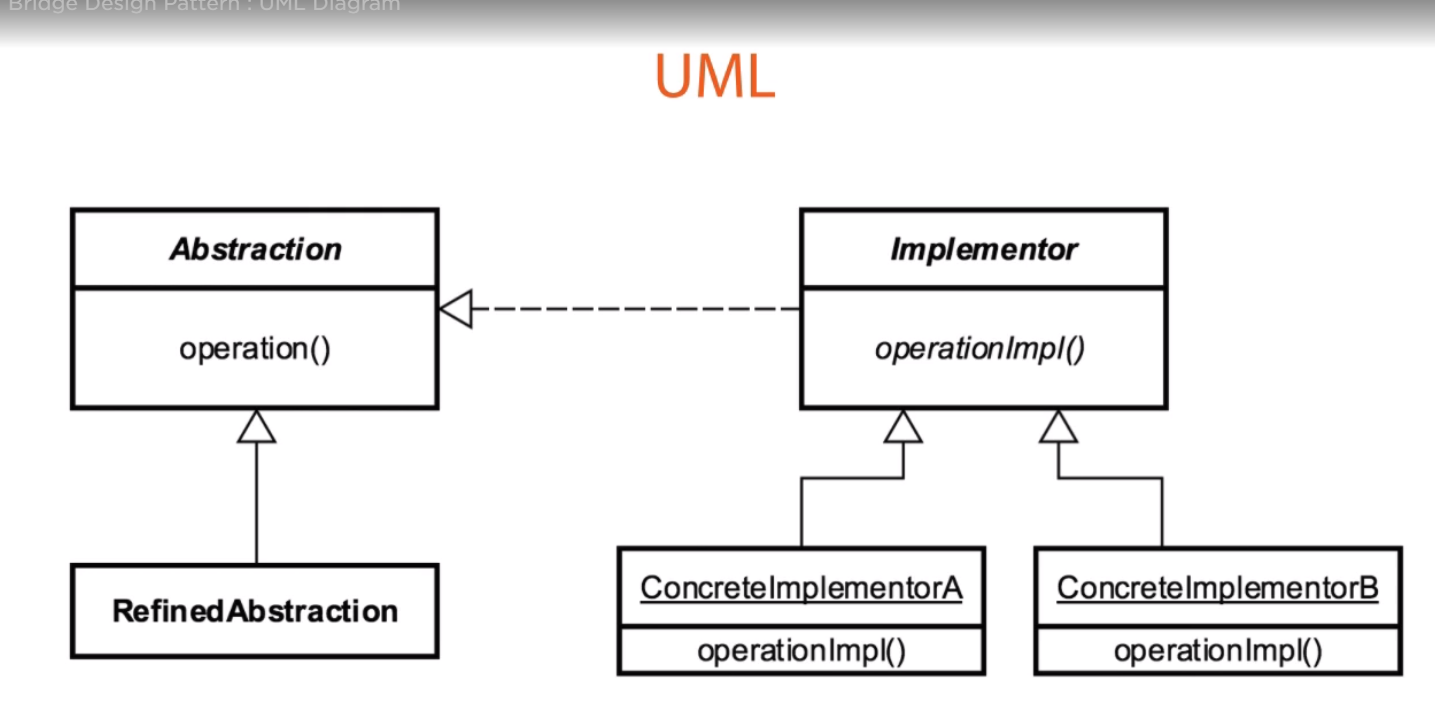 Bridge Design Pattern : UML Diagram
UML
Abstraction
operation()
Implementor
operationImpl()
RefinedAbstraction
ConcreteImplementorA
operationImpl()
ConcreteImplementorB
operationImpl()